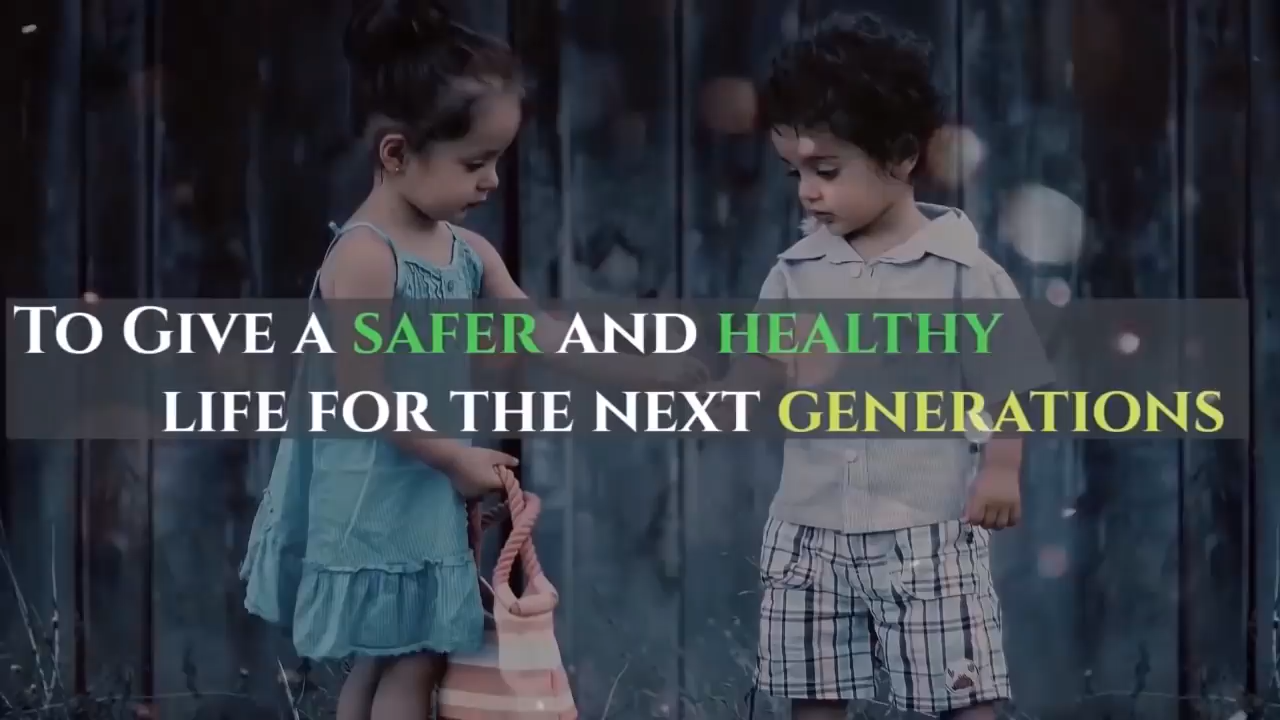 To Give a safer and healthy
life for the next generations